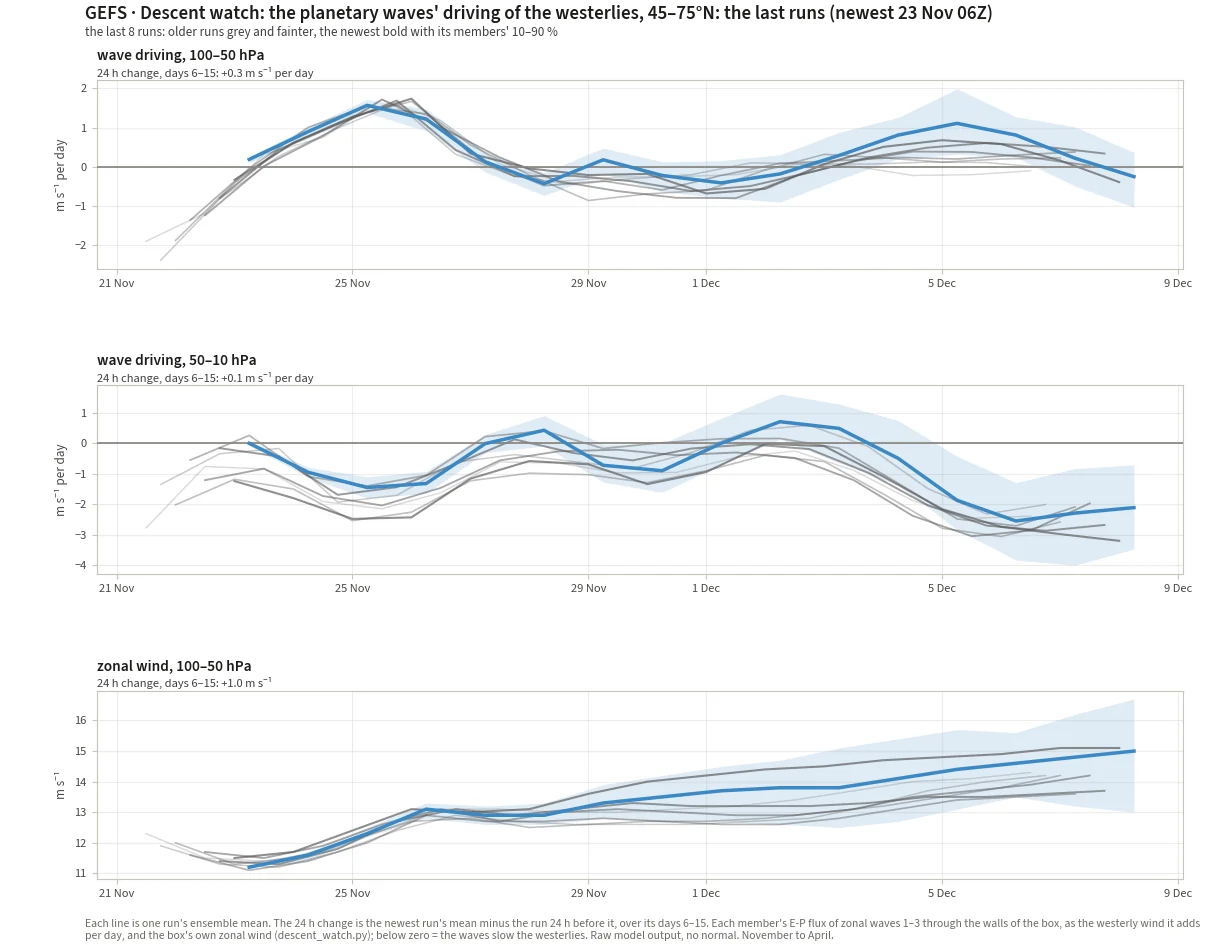 GEFS · Descent watch: the planetary waves' driving of the westerlies, 45–75°N: the last runs (newest 23 Nov 06Z)
the last 8 runs: older runs grey and fainter, the newest bold with its members' 10–90 %
wave driving, 100–50 hPa
24 h change, days 6–15: +0.3 m s⁻¹ per day
2
1
0
−1
−2
m s⁻¹ per day
21 Nov 25 Nov 29 Nov 1 Dec 5 Dec 9 Dec
wave driving, 50–10 hPa
24 h change, days 6–15: +0.1 m s⁻¹ per day
1
0
−1
−2
−3
−4
m s⁻¹ per day
21 Nov 25 Nov 29 Nov 1 Dec 5 Dec 9 Dec
zonal wind, 100–50 hPa
24 h change, days 6–15: +1.0 m s⁻¹
16
15
14
13
12
11
m s⁻¹
21 Nov 25 Nov 29 Nov 1 Dec 5 Dec 9 Dec
Each line is one run's ensemble mean. The 24 h change is the newest run's mean minus the run 24 h before it, over its days 6–15. Each member's E-P flux of zonal waves 1–3 through the walls of the box, as the westerly wind it adds
per day, and the box's own zonal wind (descent_watch.py); below zero = the waves slow the westerlies. Raw model output, no normal. November to April.